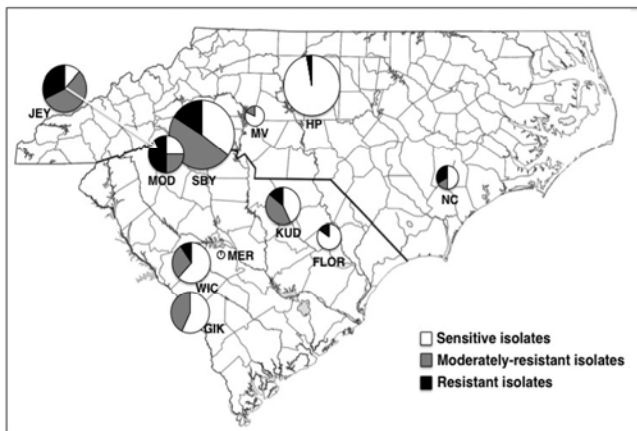 JEY
HP
MV
MOD
SBY
NC
KUD
FLOR
MER
WIC
GIK
Sensitive isolates
Moderately-resistant isolates
Resistant isolates